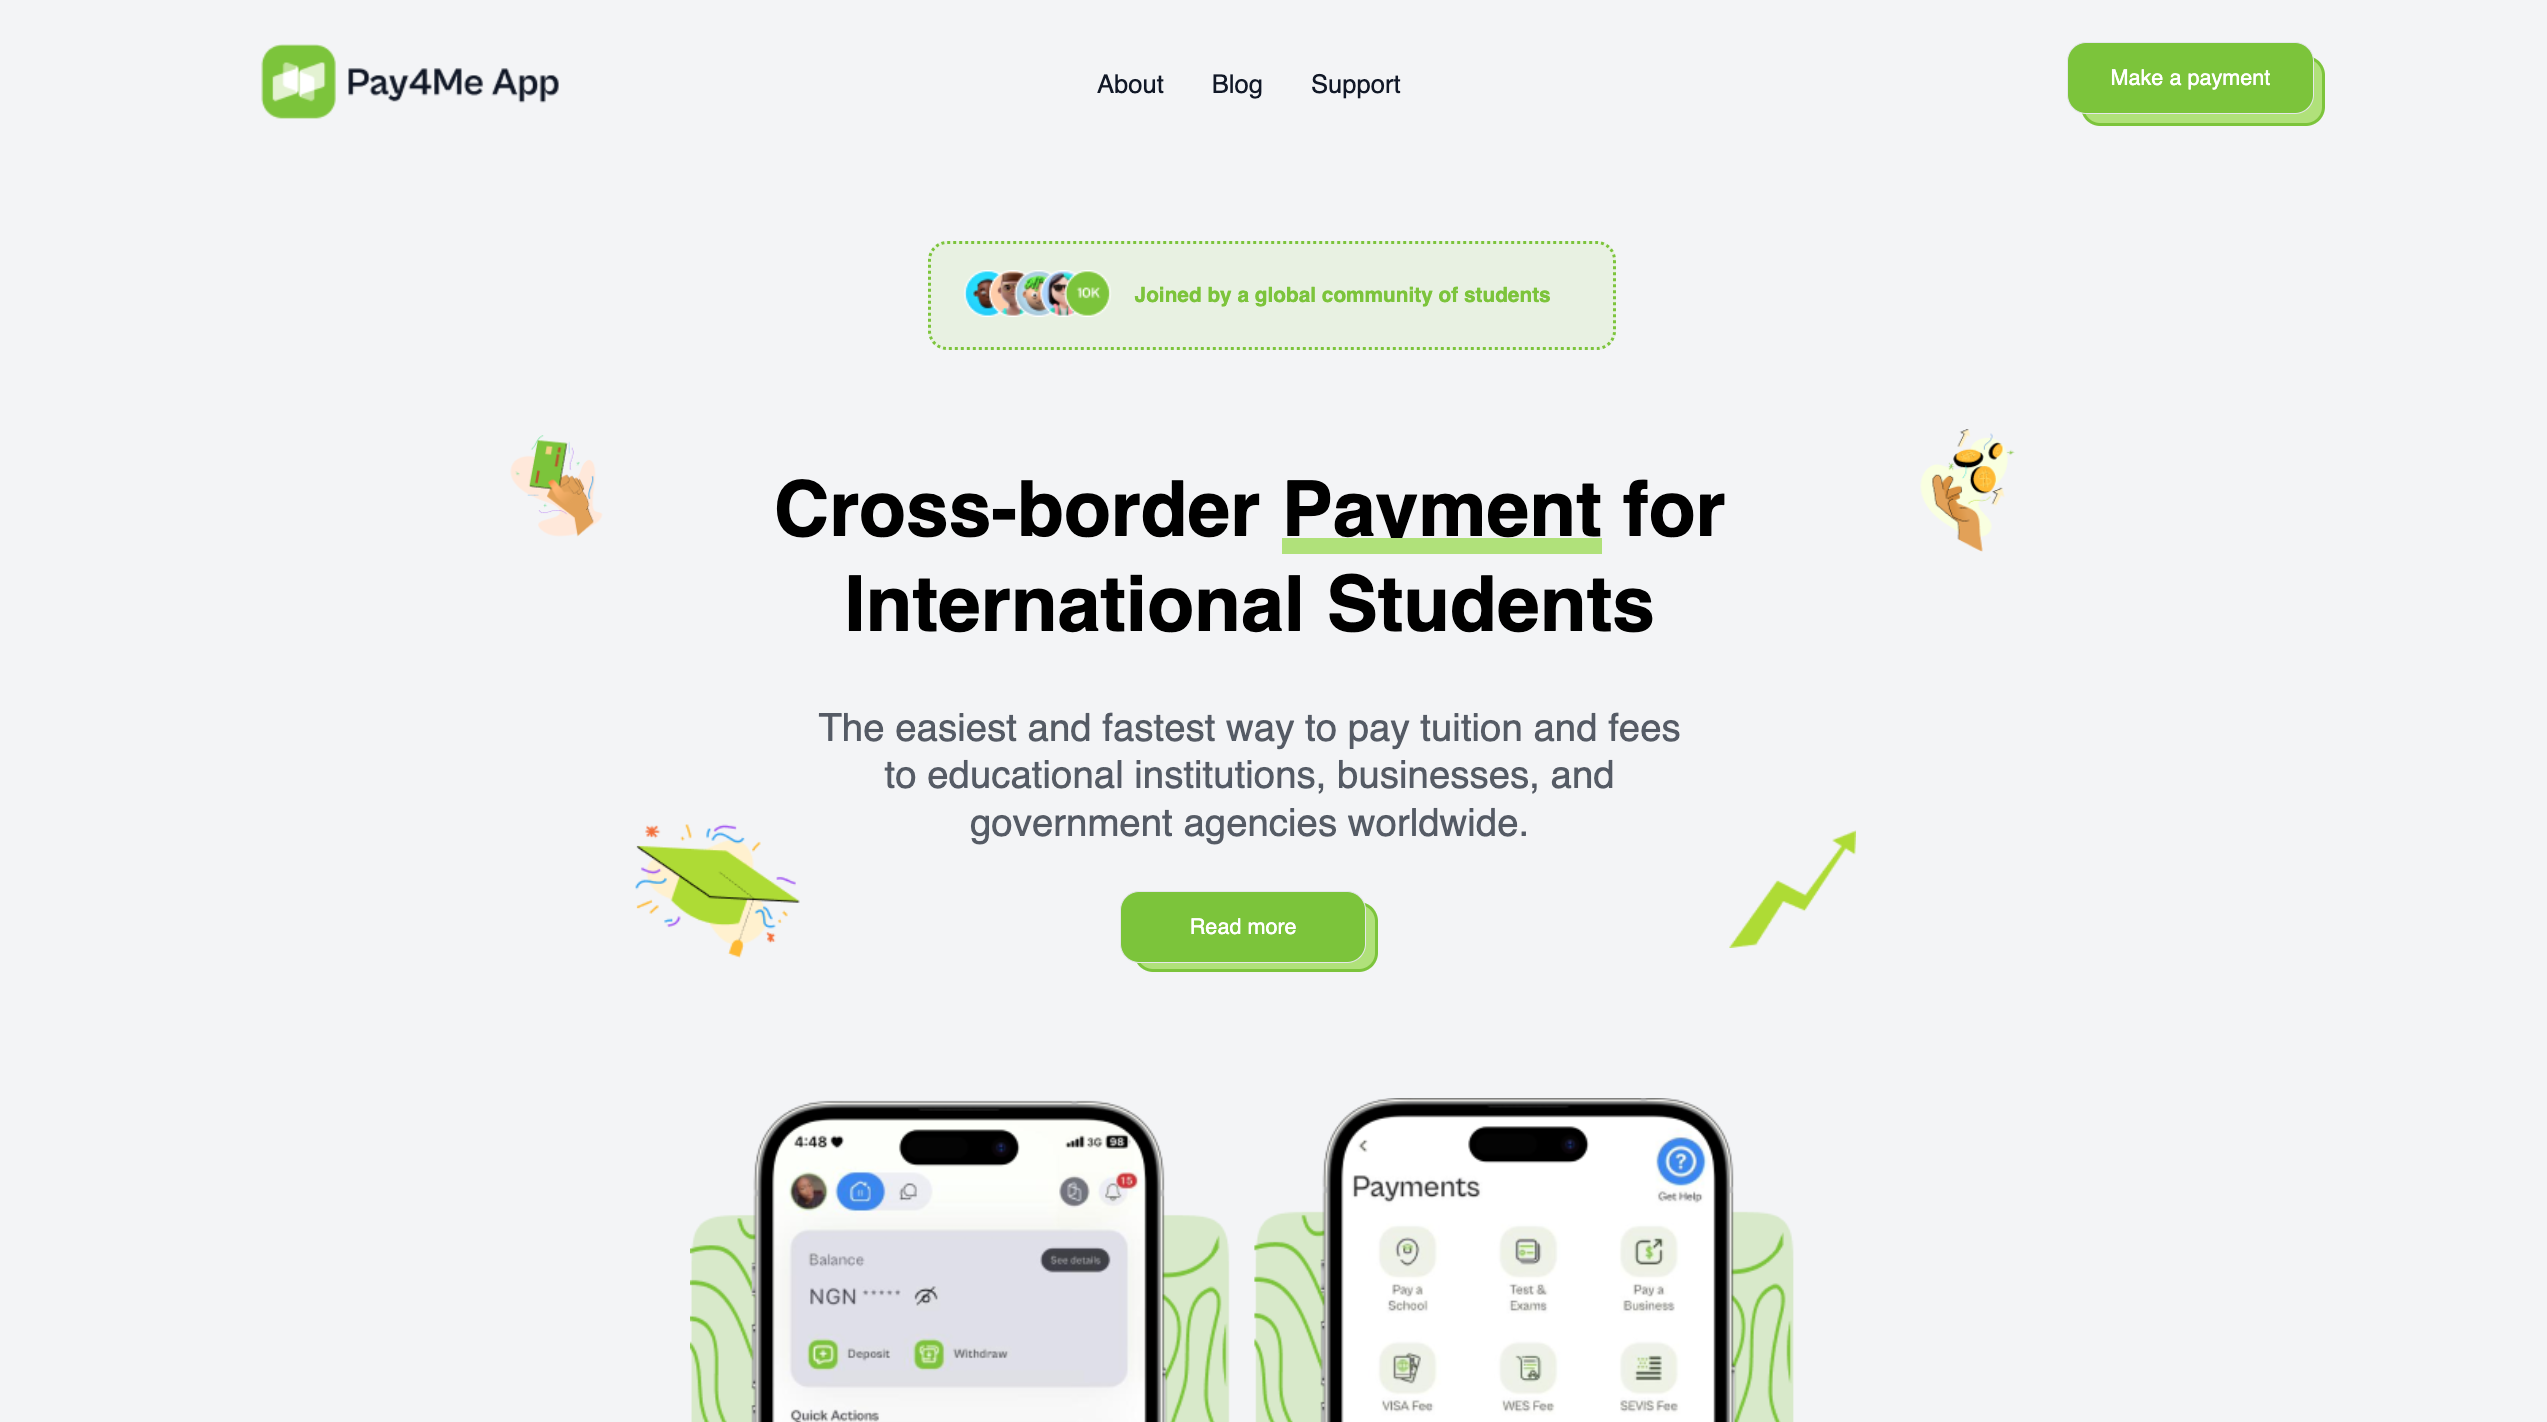 Pay4Me App
About Blog Support
Make a payment
10K
Joined by a global community of students
Cross-border Payment for
International Students
The easiest and fastest way to pay tuition and fees
to educational institutions, businesses, and
government agencies worldwide.
Read more
4:48
3G 98
15
Balance
See details
NGN *****
Deposit
Withdraw
Quick Actions
Payments
Get Help
Pay a
School
Test &
Exams
Pay a
Business
VISA Fee
WES Fee
SEVIS Fee